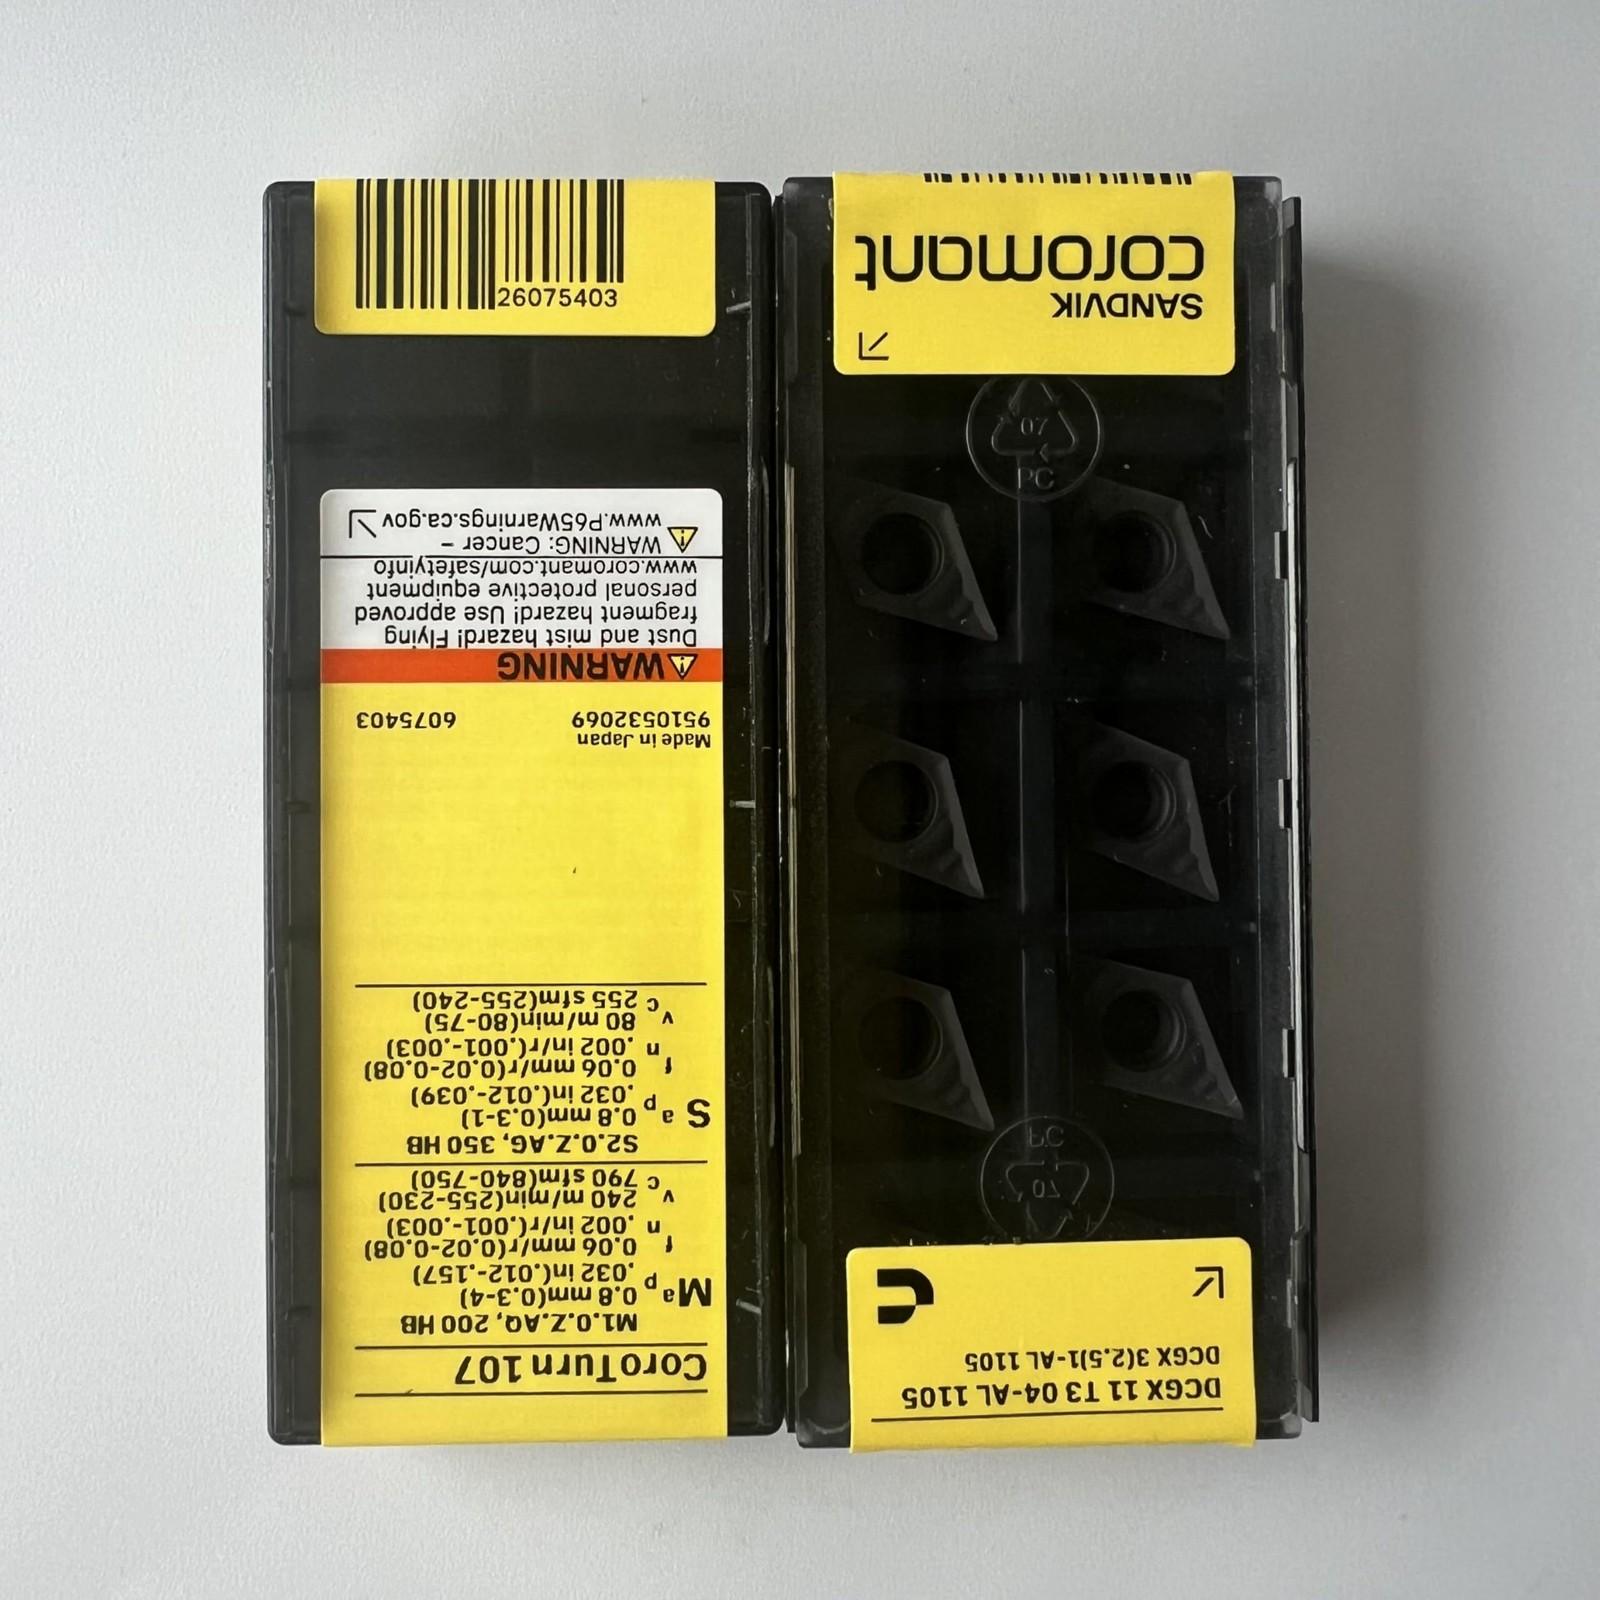 26075403
CoroTurn 107
M1.0.Z.AQ, 200 HB
M ap 0.8 mm(0.3-4)
.032 in(.012-.157)
fn 0.06 mm/r(0.02-0.08)
.002 in/r(.001-.003)
vc 240 m/min(255-230)
790 sfm(840-750)
S2.0.Z.AG, 350 HB
S ap 0.8 mm(0.3-1)
.032 in(.012-.039)
fn 0.06 mm/r(0.02-0.08)
.002 in/r(.001-.003)
vc 80 m/min(80-75)
255 sfm(255-240)
Made in Japan
9510532069 6075403
WARNING
Dust and mist hazard! Flying
fragment hazard! Use approved
personal protective equipment
www.coromant.com/safetyinfo
WARNING: Cancer –
www.P65Warnings.ca.gov
DCGX 11 T3 04-AL 1105
DCGX 3(2.5)1-AL 1105
07
PC
07
PC
SANDVIK
coromant